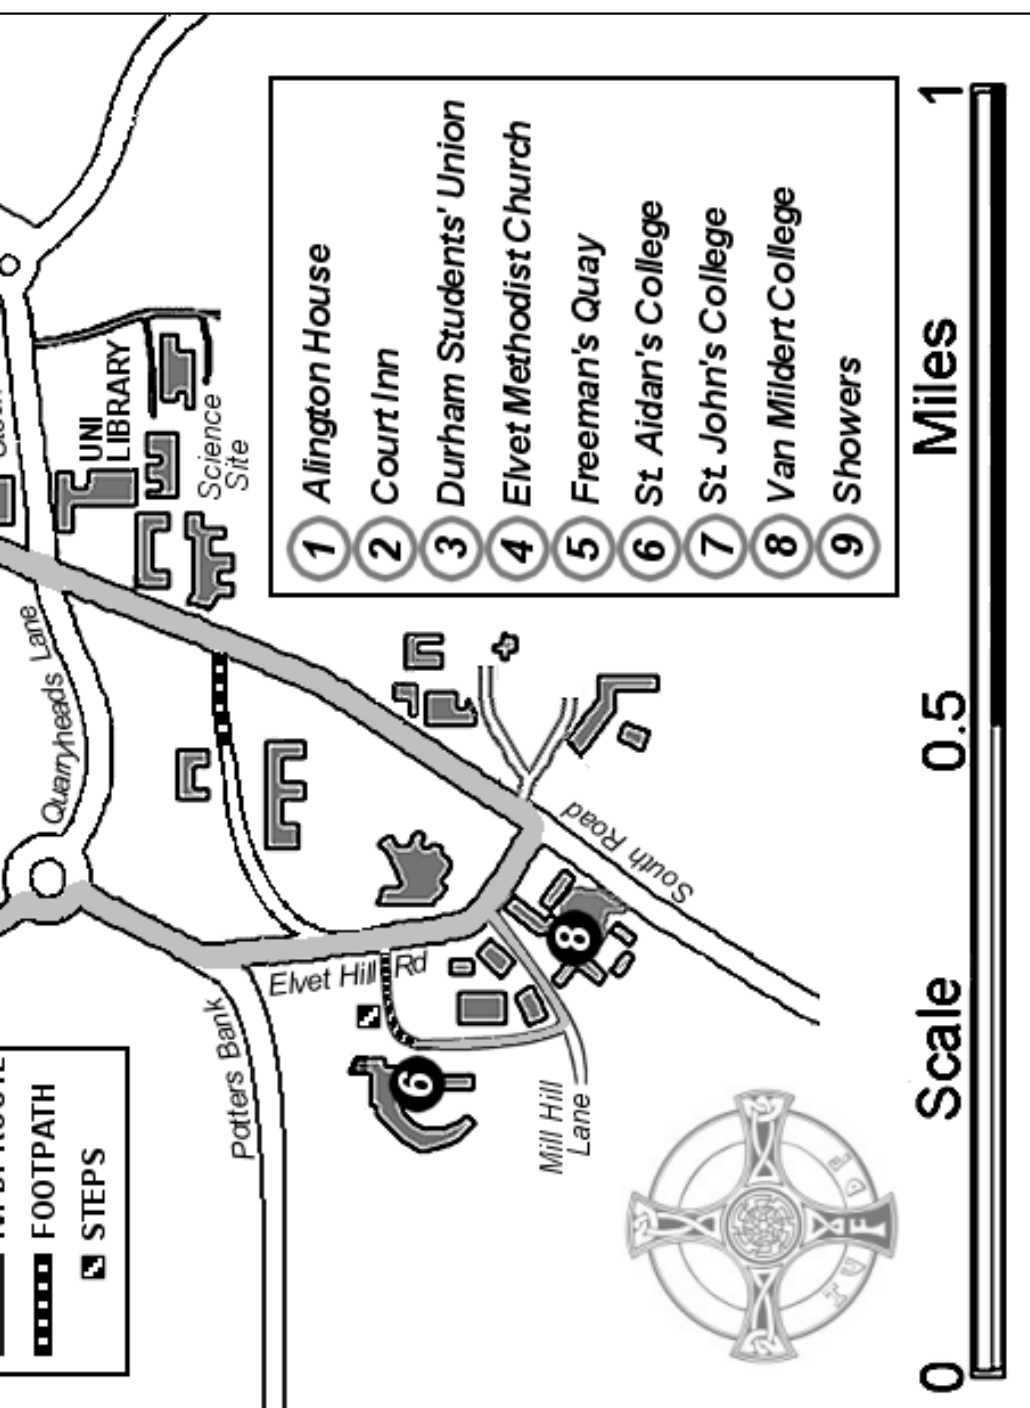 1 Alington House
2 Court Inn
3 Durham Students' Union
4 Elvet Methodist Church
5 Freeman's Quay
6 St. Aidan's College
7 St. John's College
8 Van Mildert College
9 Showers
UNI
LIBRARY
Science
Site
Quarryheads Lane
South Road
Elvet Hill Rd
Potters Bank
Mill Hill
Lane
6
8
FOOTPATH
STEPS
Scale
Miles
0
0.5
1